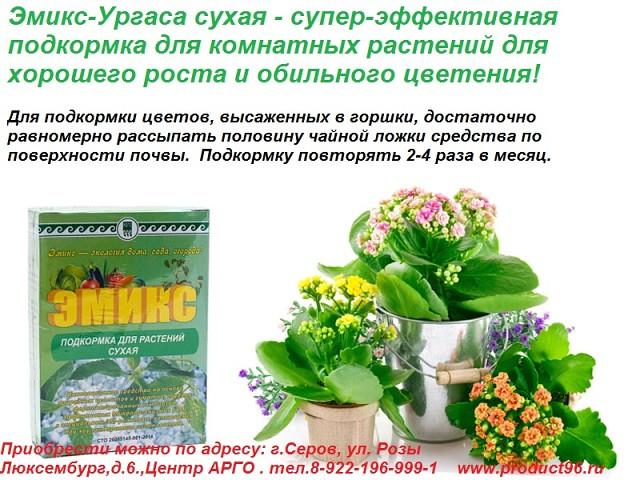 Эмикс-Ургаса сухая - супер-эффективная
подкормка для комнатных растений для
хорошего роста и обильного цветения!
Для подкормки цветов, высаженных в горшки, достаточно
равномерно рассыпать половину чайной ложки средства по
поверхности почвы. Подкормку повторять 2-4 раза в месяц.
Эмикс — экология дома, сада, огорода
ЭМИКС
ПОДКОРМКА ДЛЯ РАСТЕНИЙ
СУХАЯ
Приобрести можно по адресу: г.Серов, ул. Розы
Люксембург,д.6.,Центр АРГО . тел.8-922-196-999-1 www.product96.ru